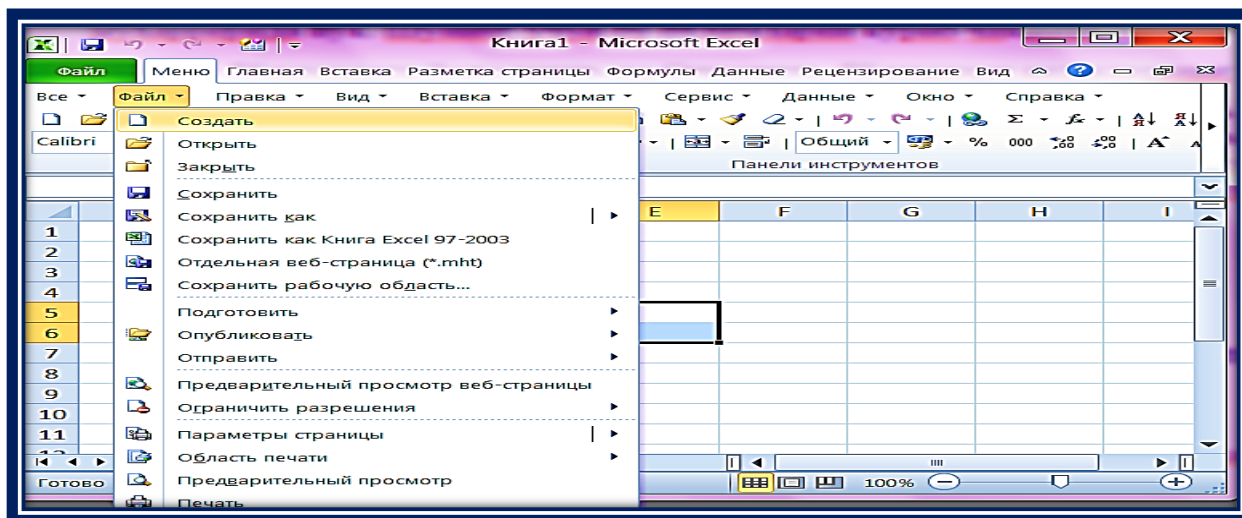 Книга1 - Microsoft Excel
Файл Меню Главная Вставка Разметка страницы Формулы Данные Рецензирование Вид
Все Файл Правка Вид Вставка Формат Сервис Данные Окно Справка
Создать
Calibri Открыть Общий % 000
Закрыть Панели инструментов
Сохранить
Сохранить как E F G H I
1
Сохранить как Книга Excel 97-2003
2
Отдельная веб-страница (*.mht)
3
Сохранить рабочую область...
4
5 Подготовить
6 Опубликовать
7 Отправить
8
Предварительный просмотр веб-страницы
9
10 Ограничить разрешения
11 Параметры страницы
Область печати
Готово Предварительный просмотр 100%
Печать